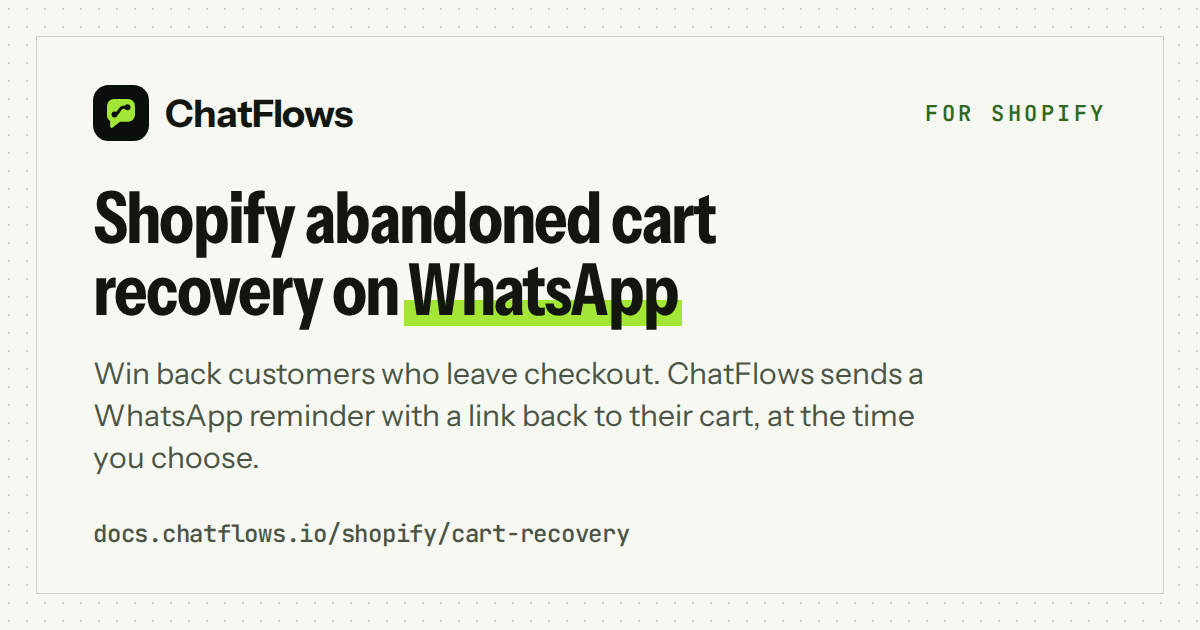 ChatFlows
FOR SHOPIFY
Shopify abandoned cart
recovery on WhatsApp
Win back customers who leave checkout. ChatFlows sends a
WhatsApp reminder with a link back to their cart, at the time
you choose.
docs.chatflows.io/shopify/cart-recovery